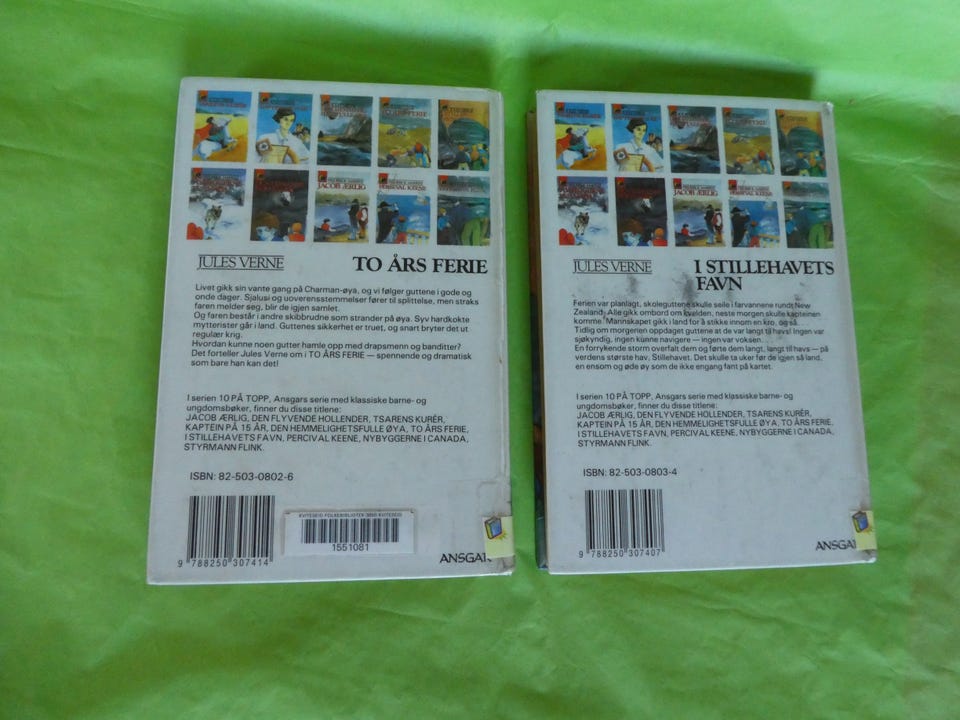 JACOB ÆRLIG
PERCIVAL KEENE
JULES VERNE
TO ÅRS FERIE
Livet gikk sin vante gang på Charman-øya, og vi følger guttene i gode og
onde dager. Sjalusi og uoverensstemmelser fører til splittelse, men straks
faren melder seg, blir de igjen samlet.
Og faren består i andre skibbrudne som strander på øya. Syv hardkokte
mytterister går i land. Guttenes sikkerhet er truet, og snart bryter det ut
regulær krig.
Hvordan kunne noen gutter hamle opp med drapsmenn og banditter?
Det forteller Jules Verne om i TO ÅRS FERIE — spennende og dramatisk
som bare han kan det!
I serien 10 PÅ TOPP, Ansgars serie med klassiske barne- og
ungdomsbøker, finner du disse titlene:
JACOB ÆRLIG, DEN FLYVENDE HOLLENDER, TSARENS KURÉR,
KAPTEIN PÅ 15 ÅR, DEN HEMMELIGHETSFULLE ØYA, TO ÅRS FERIE,
I STILLEHAVETS FAVN, PERCIVAL KEENE, NYBYGGERNE I CANADA,
STYRMANN FLINK.
ISBN: 82-503-0802-6
KVITESEID FOLKEBIBLIOTEK 3850 KVITESEID
1551081
9 788250 307414
ANSGAR
JACOB ÆRLIG
PERCIVAL KEENE
JULES VERNE
I STILLEHAVETS
FAVN
Ferien var planlagt, skoleguttene skulle seile i farvannene rundt New
Zealand. Alle gikk ombord om kvelden, neste morgen skulle kapteinen
komme. Mannskapet gikk i land for å stikke innom en kro, og så. . .
Tidlig om morgenen oppdaget guttene at de var langt til havs! Ingen var
sjøkyndig, ingen kunne navigere — ingen var voksen. . .
En forrykende storm overfalt dem og førte dem langt, langt til havs — på
verdens største hav, Stillehavet. Det skulle ta uker før de igjen så land,
en ensom og øde øy som de ikke engang fant på kartet.
I serien 10 PÅ TOPP, Ansgars serie med klassiske barne- og
ungdomsbøker, finner du disse titlene:
JACOB ÆRLIG, DEN FLYVENDE HOLLENDER, TSARENS KURÉR,
KAPTEIN PÅ 15 ÅR, DEN HEMMELIGHETSFULLE ØYA, TO ÅRS FERIE,
I STILLEHAVETS FAVN, PERCIVAL KEENE, NYBYGGERNE I CANADA,
STYRMANN FLINK.
ISBN: 82-503-0803-4
9 788250 307407
ANSGAR